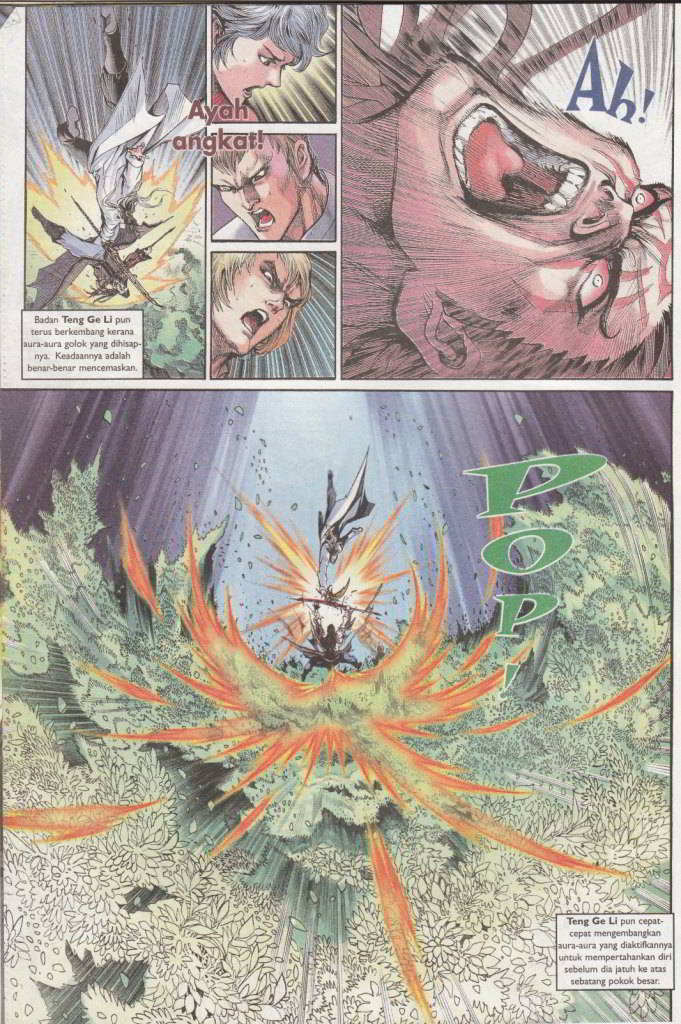 Ayah
angkat!
Ah!
Badan Teng Ge Li pun
terus berkembang kerana
aura-aura golok yang dihisap-
nya. Keadaannya adalah
benar-benar mencemaskan.
POP!
Teng Ge Li pun cepat-
cepat mengembangkan
aura-aura yang diaktifkannya
untuk mempertahankan diri
sebelum dia jatuh ke atas
sebatang pokok besar.